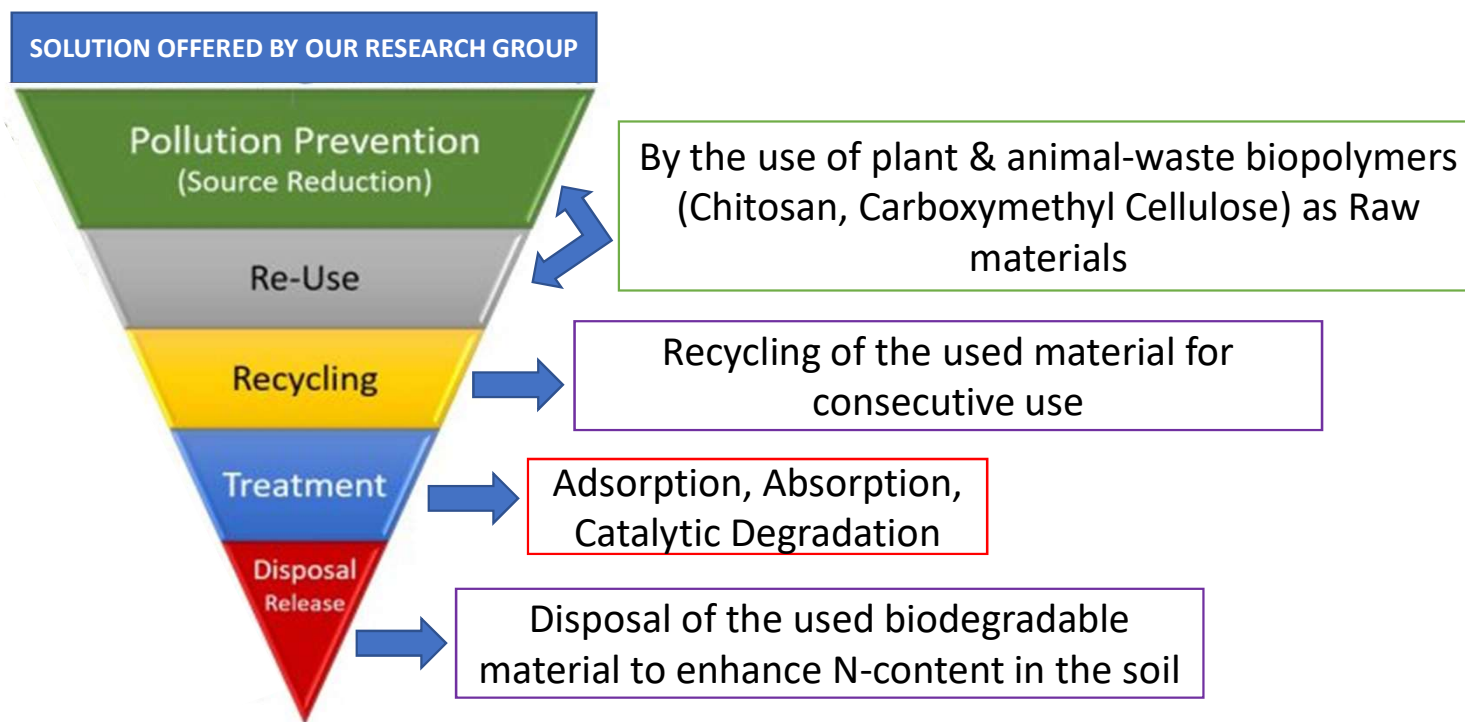 SOLUTION OFFERED BY OUR RESEARCH GROUP
Pollution Prevention
(Source Reduction)
By the use of plant & animal-waste biopolymers
(Chitosan, Carboxymethyl Cellulose) as Raw
materials
Re-Use
Recycling
Recycling of the used material for
consecutive use
Treatment
Adsorption, Absorption,
Catalytic Degradation
Disposal
Release
Disposal of the used biodegradable
material to enhance N-content in the soil